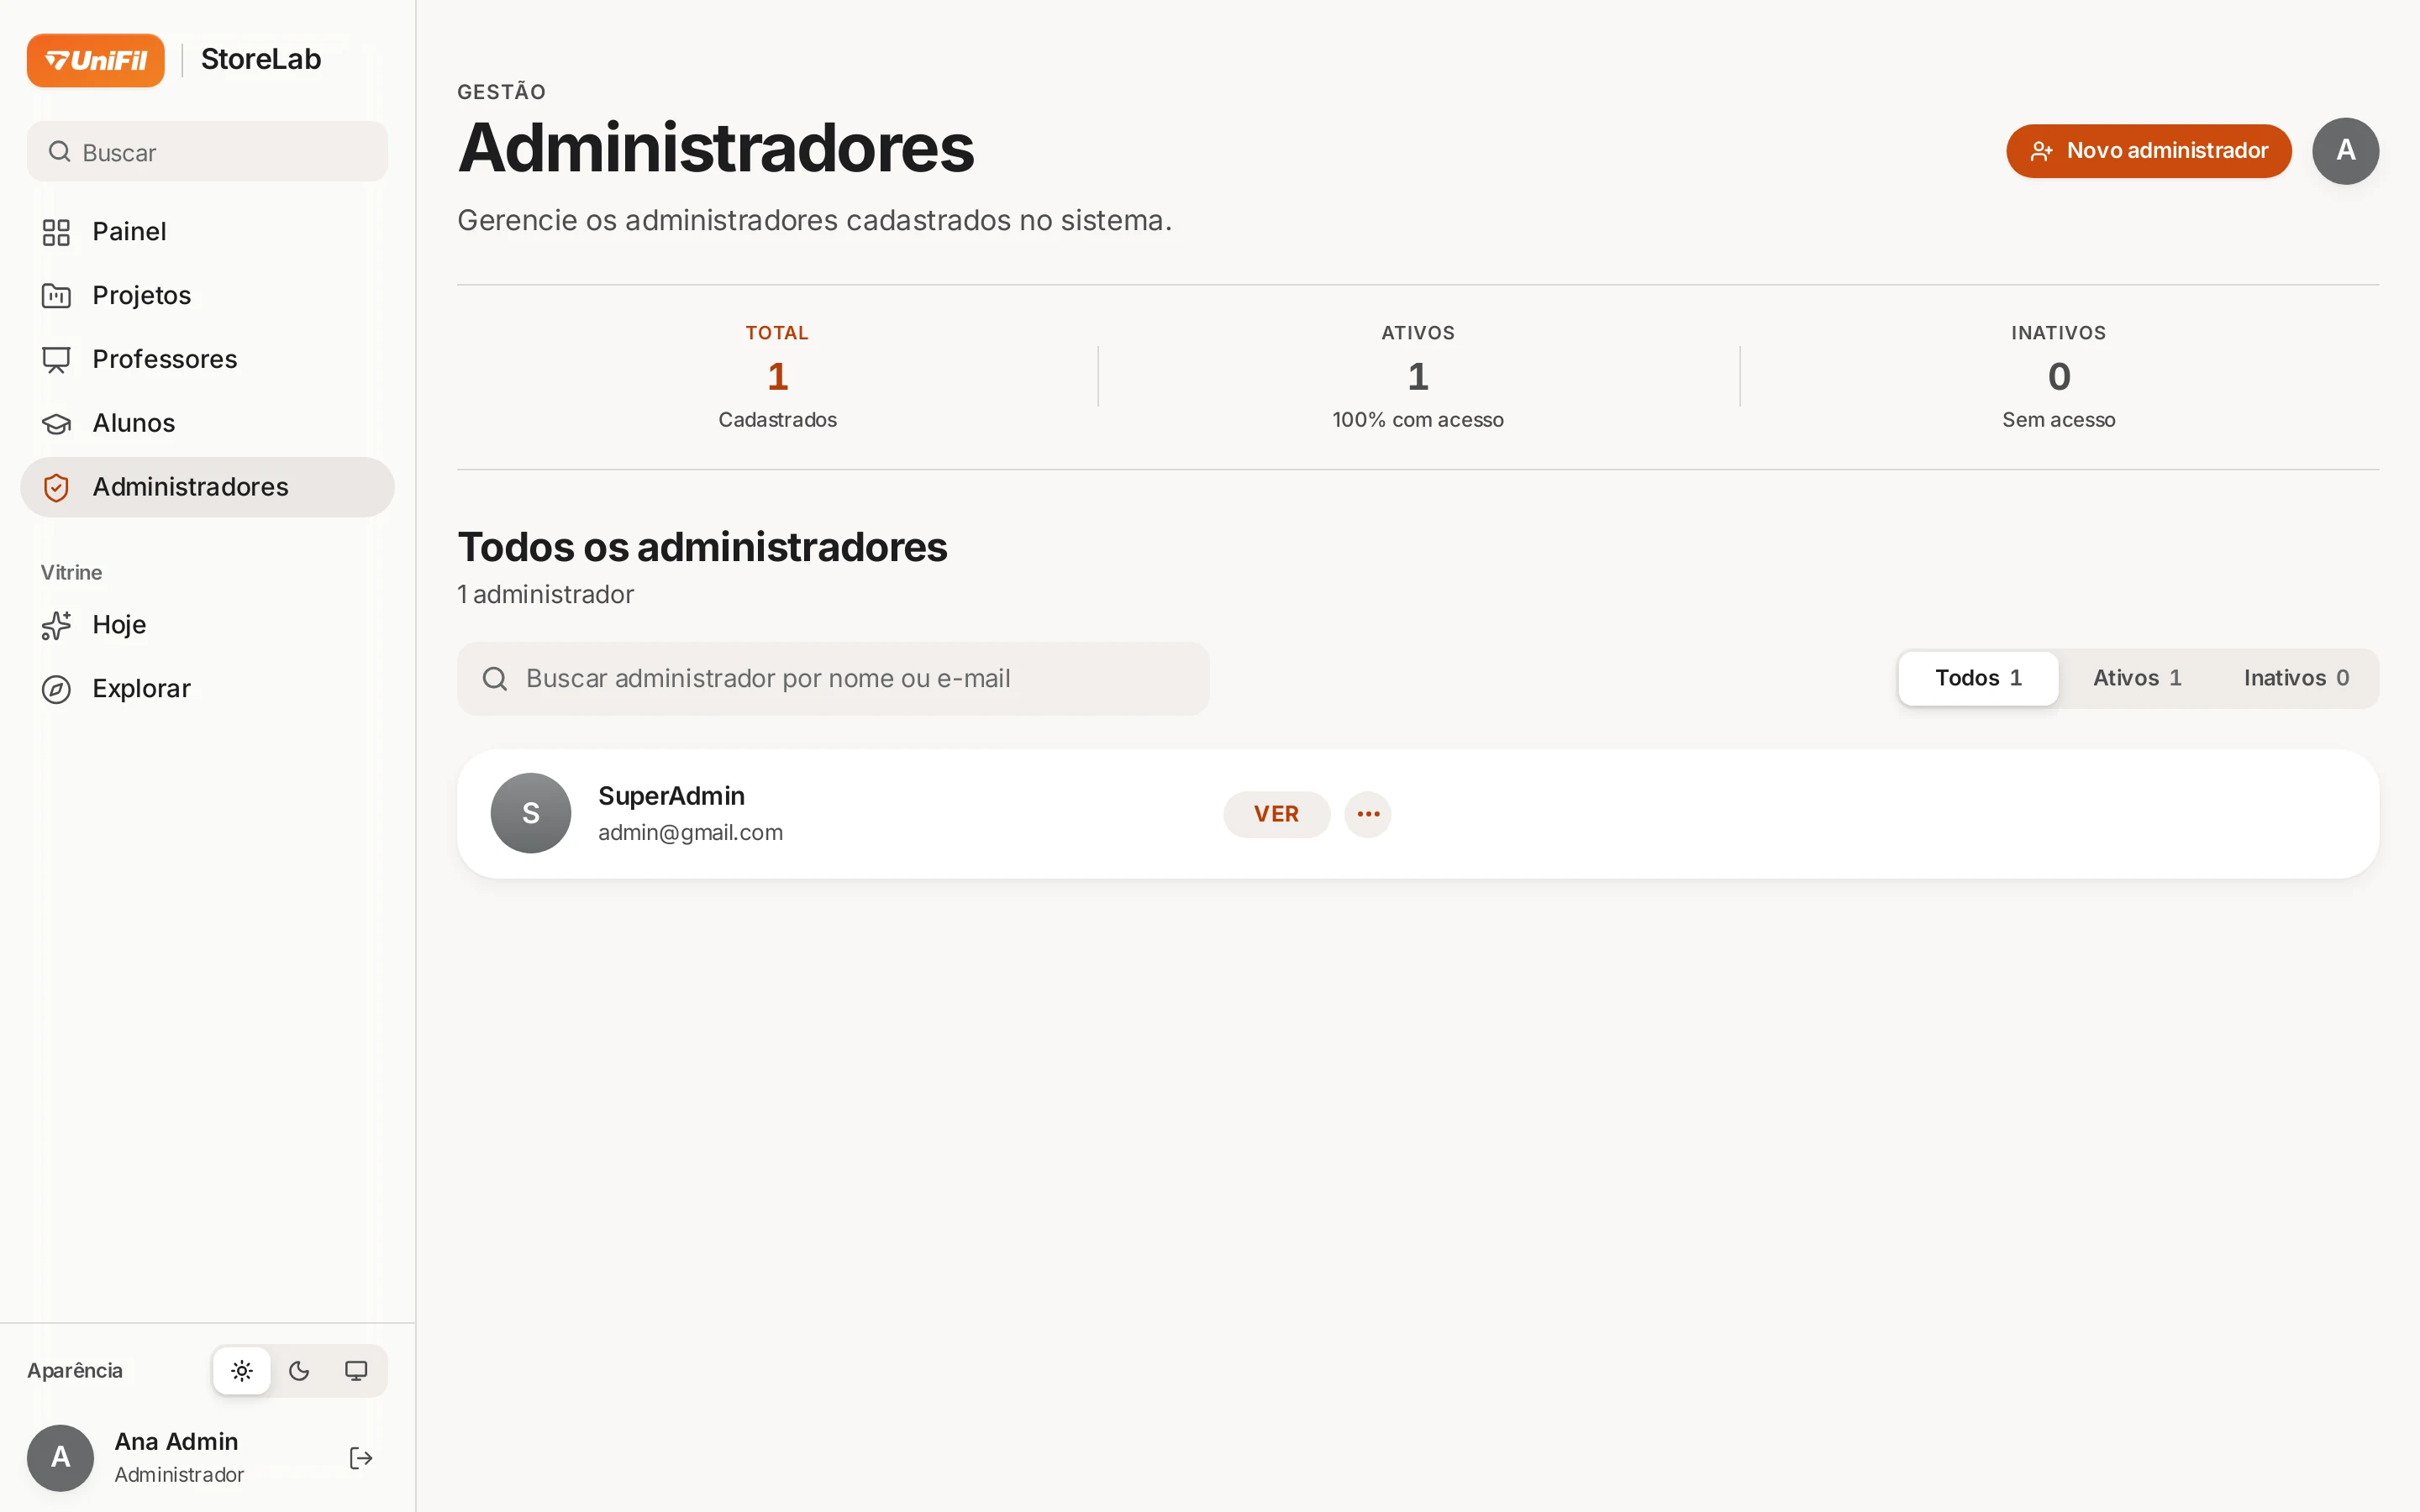 UniFil
StoreLab
Buscar
Painel
Projetos
Professores
Alunos
Administradores
Vitrine
Hoje
Explorar
Aparência
A
Ana Admin
Administrador
GESTÃO
Administradores
Gerencie os administradores cadastrados no sistema.
Novo administrador
A
TOTAL
1
Cadastrados
ATIVOS
1
100% com acesso
INATIVOS
0
Sem acesso
Todos os administradores
1 administrador
Buscar administrador por nome ou e-mail
Todos 1
Ativos 1
Inativos 0
S
SuperAdmin
admin@gmail.com
VER